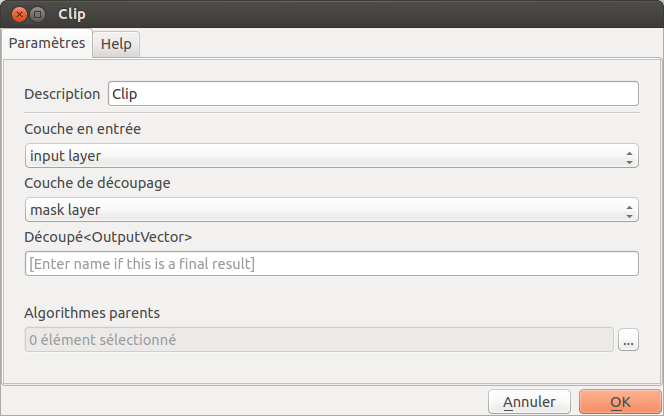 Clip
Paramètres Help
Description Clip
Couche en entrée
input layer
Couche de découpage
mask layer
Découpé<OutputVector>
[Enter name if this is a final result]
Algorithmes parents
0 élément sélectionné ...
Annuler OK